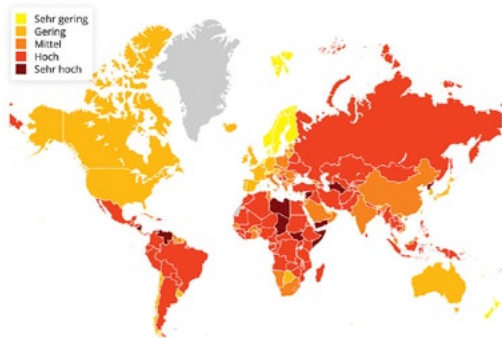 Sehr gering
Gering
Mittel
Hoch
Sehr hoch